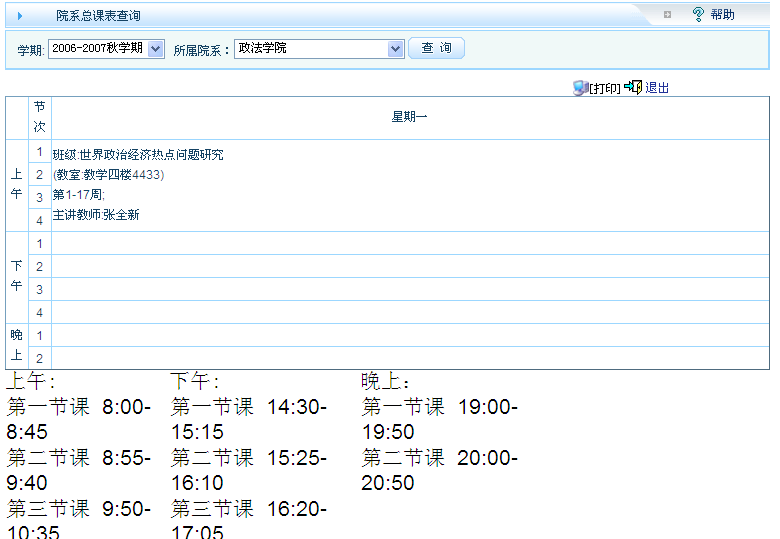 院系总课表查询 帮助
学期: 2006-2007秋学期 所属院系： 政法学院 查 询
[打印] 退出
节次 星期一
上午 1 班级:世界政治经济热点问题研究
2 (教室:教学四楼4433)
3 第1-17周;
4 主讲教师:张全新
下午 1
2
3
4
晚上 1
2
上午: 下午: 晚上:
第一节课 8:00- 第一节课 14:30- 第一节课 19:00-
8:45 15:15 19:50
第二节课 8:55- 第二节课 15:25- 第二节课 20:00-
9:40 16:10 20:50
第三节课 9:50- 第三节课 16:20-
10:35 17:05